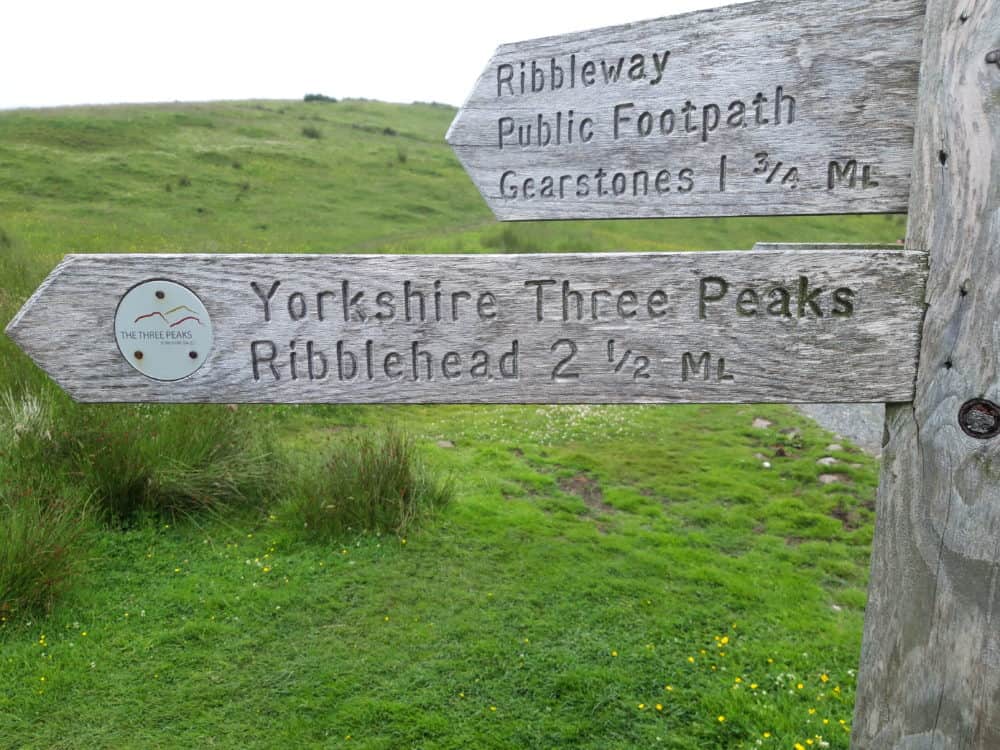 Ribbleway
Public Footpath
Gearstones 1 3/4 ML
Yorkshire Three Peaks
Ribblehead 2 1/2 ML
THE THREE PEAKS